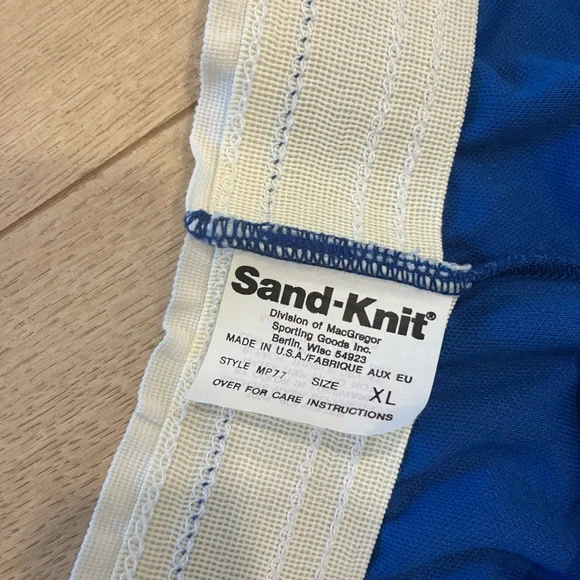 Sand-Knit®
Division of MacGregor
Sporting Goods Inc.
Berlin, Wisc 54923
MADE IN U.S.A./FABRIQUE AUX EU
STYLE MP77 SIZE XL
OVER FOR CARE INSTRUCTIONS